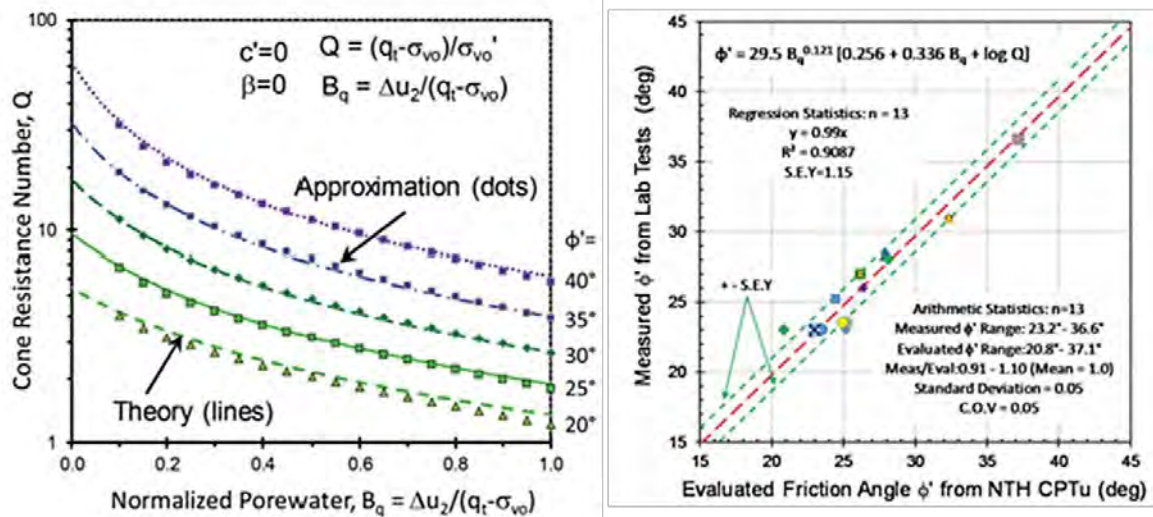 100
10
1
Cone Resistance Number, Q
c'=0 Q = (qt-σvo)/σvo'
β=0 Bq = Δu2/(qt-σvo)
Approximation (dots)
Theory (lines)
ϕ'=
40°
35°
30°
25°
20°
0.0 0.2 0.4 0.6 0.8 1.0
Normalized Porewater, Bq = Δu2/(qt-σvo)
45
40
35
30
25
20
15
Measured ϕ' from Lab Tests (deg)
ϕ' = 29.5 Bq^0.121 [0.256 + 0.336 Bq + log Q]
Regression Statistics: n = 13
y = 0.99x
R² = 0.9087
S.E.Y=1.15
+ - S.E.Y
Arithmetic Statistics: n=13
Measured ϕ' Range: 23.2°- 36.6°
Evaluated ϕ' Range:20.8°- 37.1°
Meas/Eval:0.91 - 1.10 (Mean = 1.0)
Standard Deviation = 0.05
C.O.V = 0.05
15 20 25 30 35 40 45
Evaluated Friction Angle ϕ' from NTH CPTu (deg)